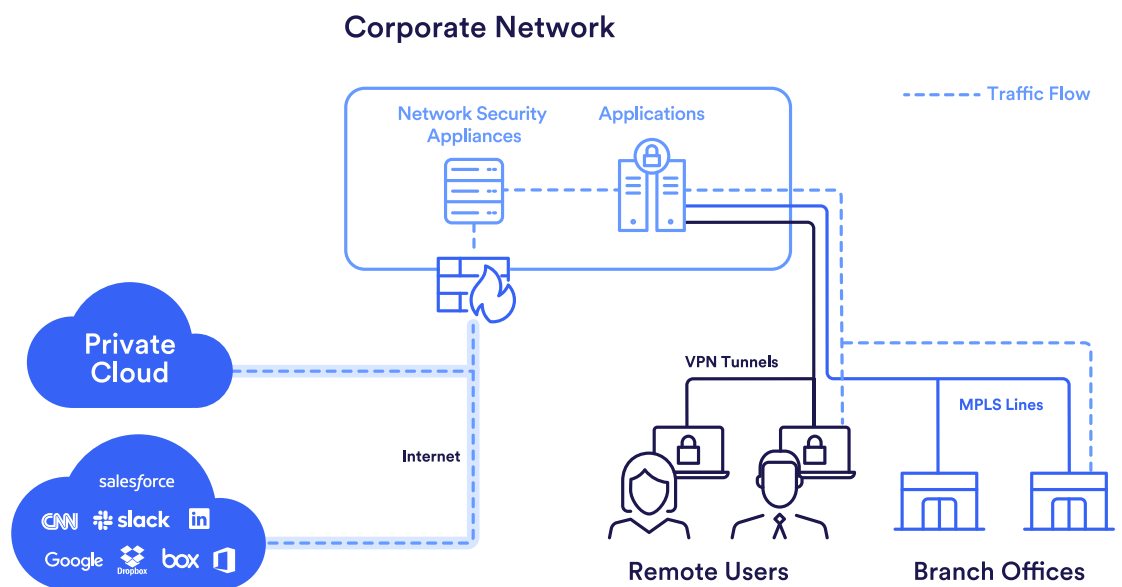 Corporate Network
Traffic Flow
Network Security
Appliances
Applications
Private
Cloud
VPN Tunnels
MPLS Lines
Internet
salesforce
CNN
slack
in
Google
Dropbox
box
Remote Users
Branch Offices